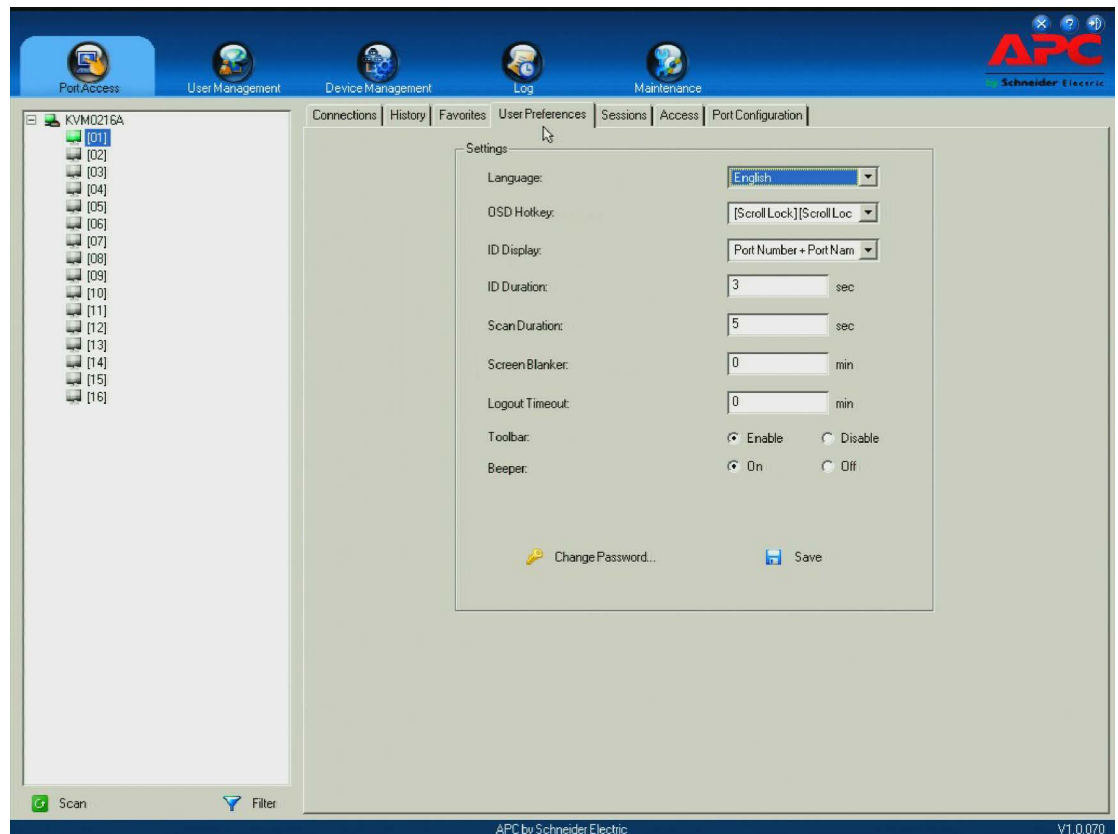 APC
by Schneider Electric
Port Access
User Management
Device Management
Log
Maintenance
KVM0216A
[01]
[02]
[03]
[04]
[05]
[06]
[07]
[08]
[09]
[10]
[11]
[12]
[13]
[14]
[15]
[16]
Scan
Filter
Connections
History
Favorites
User Preferences
Sessions
Access
Port Configuration
Settings
Language:
English
OSD Hotkey:
[Scroll Lock] [Scroll Loc
ID Display:
Port Number + Port Nam
ID Duration:
3 sec
Scan Duration:
5 sec
Screen Blanker:
0 min
Logout Timeout:
0 min
Toolbar:
Enable
Disable
Beeper:
On
Off
Change Password...
Save
APC by Schneider Electric
V1.0.070